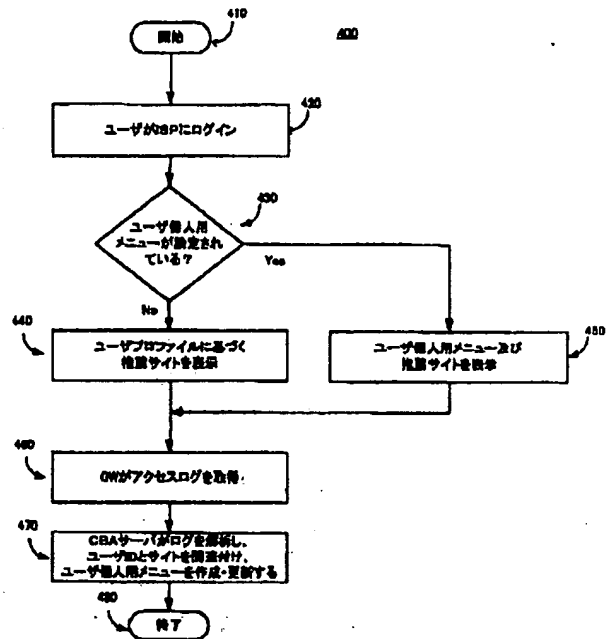 410
開始
400
420
ユーザがISPにログイン
430
ユーザ個人用
メニューが設定され
ている？
Yes
No
440
ユーザプロファイルに基づく
推薦サイトを表示
450
ユーザ個人用メニュー及び
推薦サイトを表示
460
GWがアクセスログを取得
470
CBAサーバがログを解析し、
ユーザIDとサイトを関連付け、
ユーザ個人用メニューを作成・更新する
480
終了